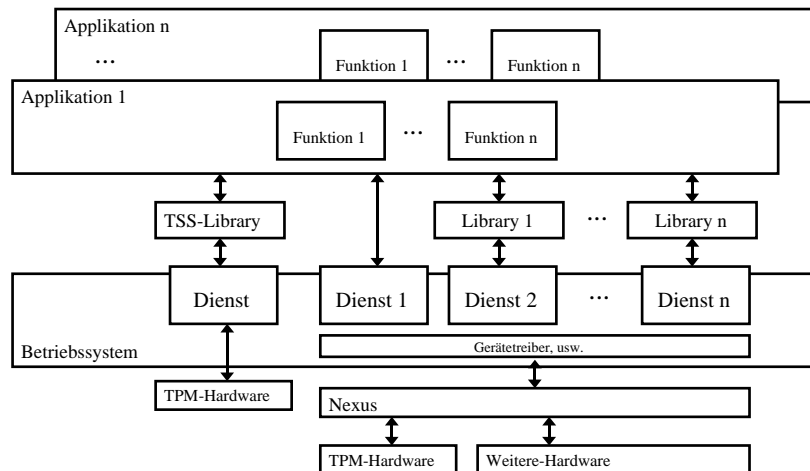 Applikation n
...
Funktion 1
...
Funktion n
Applikation 1
Funktion 1
...
Funktion n
TSS-Library
Library 1
...
Library n
Dienst
Dienst 1
Dienst 2
...
Dienst n
Betriebssystem
Gerätetreiber, usw.
TPM-Hardware
Nexus
TPM-Hardware
Weitere-Hardware